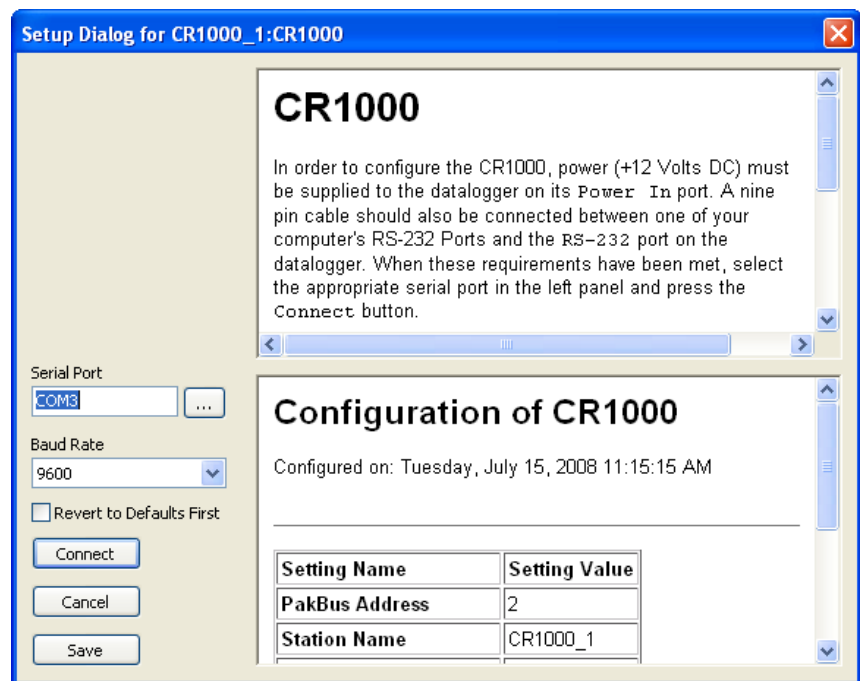 Setup Dialog for CR1000_1:CR1000
CR1000
In order to configure the CR1000, power (+12 Volts DC) must
be supplied to the datalogger on its Power In port. A nine
pin cable should also be connected between one of your
computer's RS-232 Ports and the RS-232 port on the
datalogger. When these requirements have been met, select
the appropriate serial port in the left panel and press the
Connect button.
Serial Port
COM3
...
Baud Rate
9600
Revert to Defaults First
Connect
Cancel
Save
Configuration of CR1000
Configured on: Tuesday, July 15, 2008 11:15:15 AM
Setting Name Setting Value
PakBus Address 2
Station Name CR1000_1